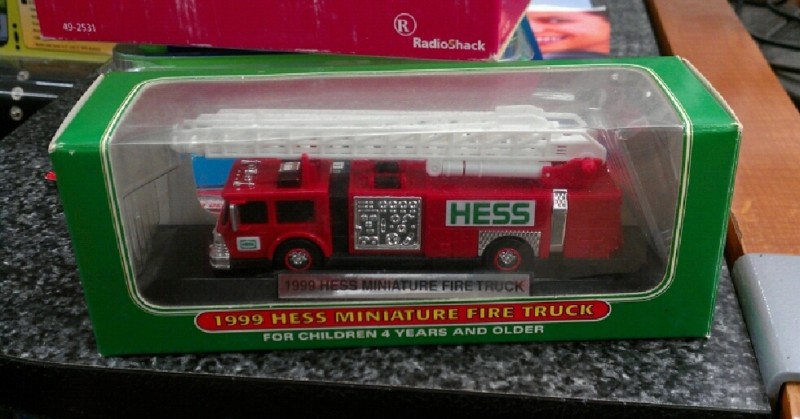 49-2531
R RadioShack
HESS
1999 HESS MINIATURE FIRE TRUCK
1999 HESS MINIATURE FIRE TRUCK
FOR CHILDREN 4 YEARS AND OLDER